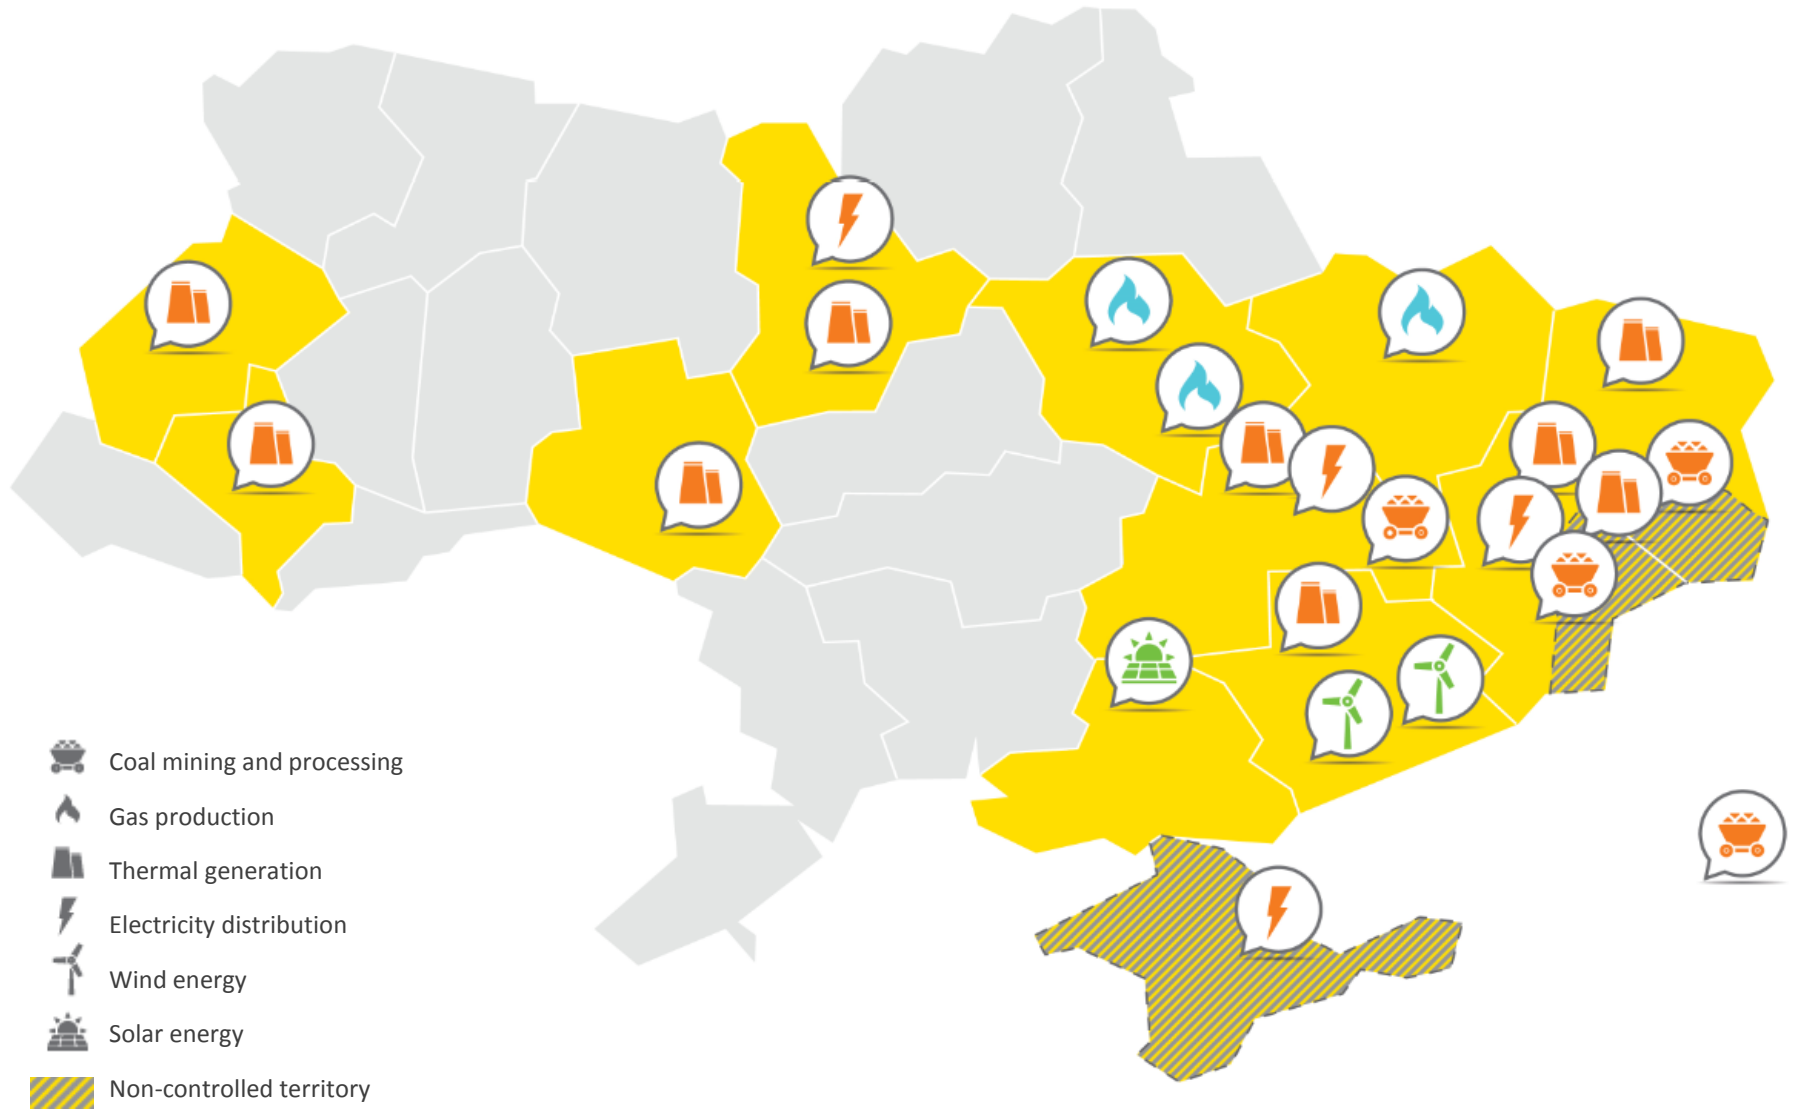 Coal mining and processing
Gas production
Thermal generation
Electricity distribution
Wind energy
Solar energy
Non-controlled territory